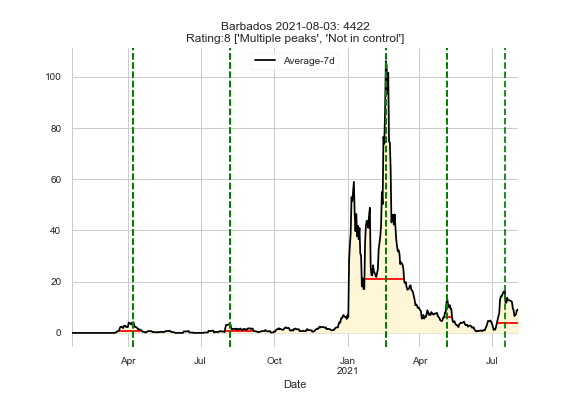 Barbados 2021-08-03: 4422
Rating:8 ['Multiple peaks', 'Not in control']
Average-7d
100
80
60
40
20
0
Apr Jul Oct Jan Apr Jul
2021
Date